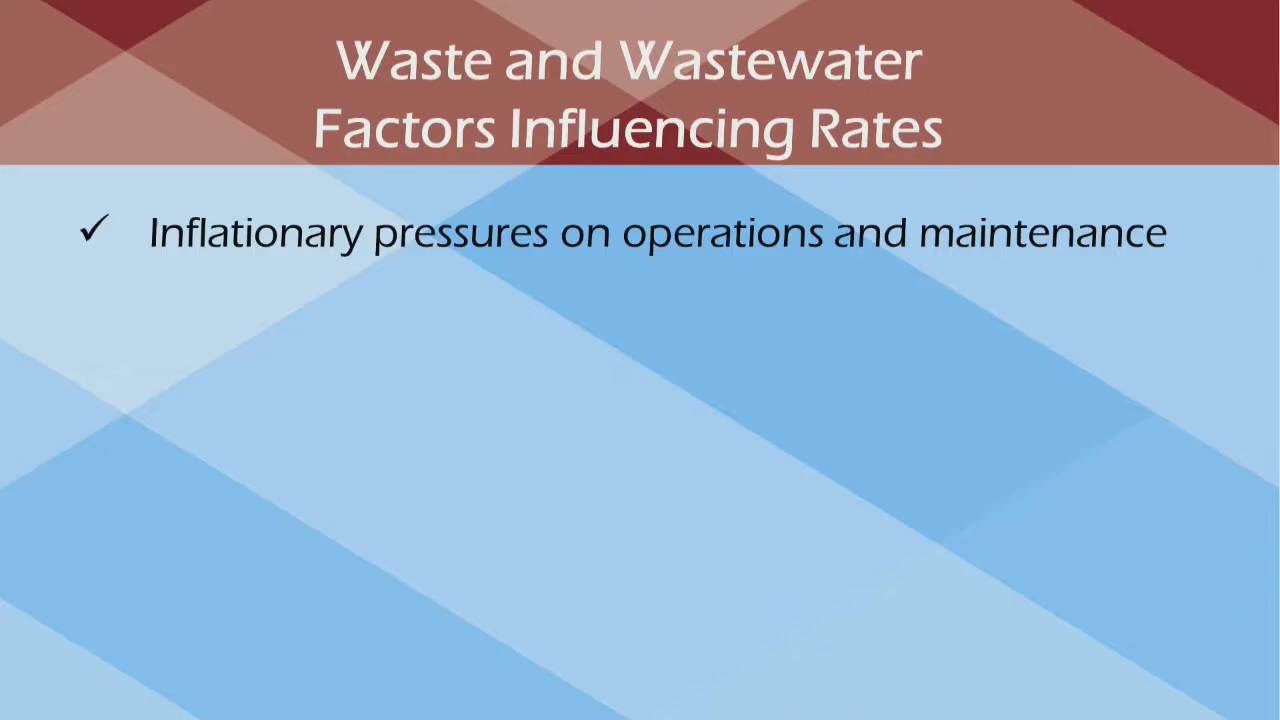 Waste and Wastewater
Factors Influencing Rates
✓ Inflationary pressures on operations and maintenance